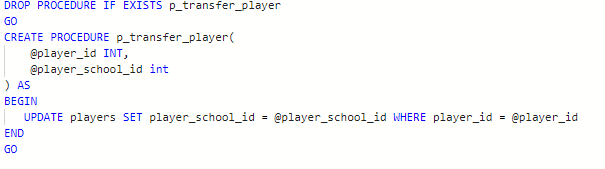 DROP PROCEDURE IF EXISTS p_transfer_player
GO
CREATE PROCEDURE p_transfer_player(
    @player_id INT,
    @player_school_id int
) AS
BEGIN
   UPDATE players SET player_school_id = @player_school_id WHERE player_id = @player_id
END
GO